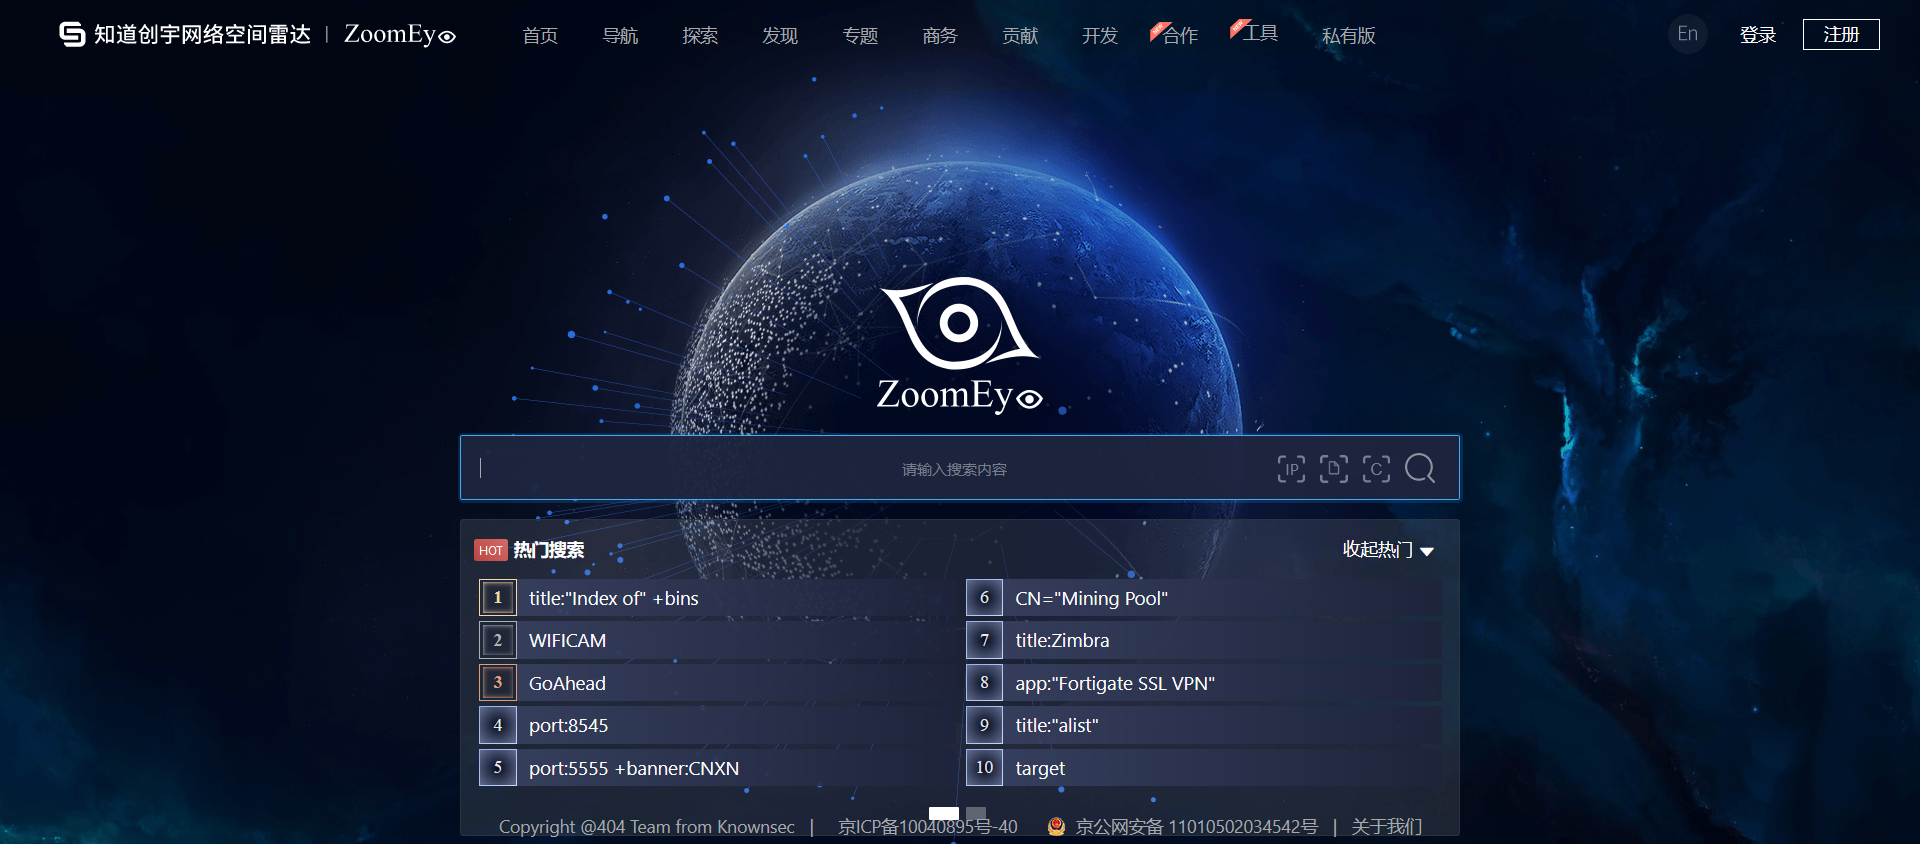 知道创宇网络空间雷达 | ZoomEye 首页 导航 探索 发现 专题 商务 贡献 开发 NEW 合作 NEW 工具 私有版 En 登录 注册
ZoomEye
请输入搜索内容 IP C
HOT 热门搜索 收起热门
1 title:"Index of" +bins
2 WIFICAM
3 GoAhead
4 port:8545
5 port:5555 +banner:CNXN
6 CN="Mining Pool"
7 title:Zimbra
8 app:"Fortigate SSL VPN"
9 title:"alist"
10 target
Copyright @404 Team from Knownsec | 京ICP备10040895号-40 京公网安备 11010502034542号 | 关于我们